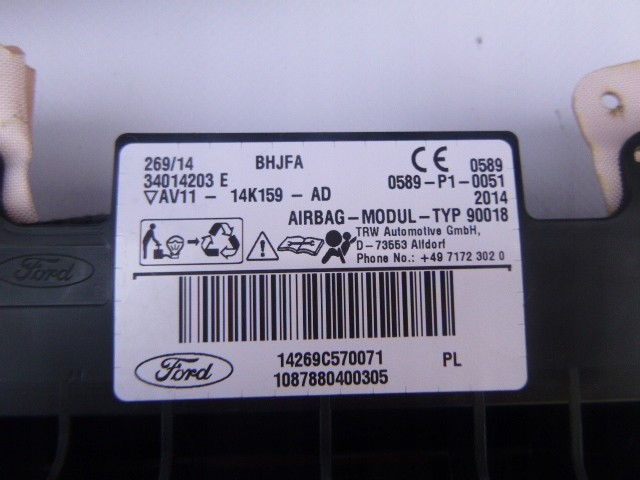 269/14 BHJFA CE 0589
34014203 E 0589-P1-0051
▽AV11 - 14K159 - AD 2014
AIRBAG-MODUL-TYP 90018
TRW Automotive GmbH,
D-73553 Alfdorf
Phone No.: +49 7172 302 0
Ford
14269C570071 PL
Ford 1087880400305